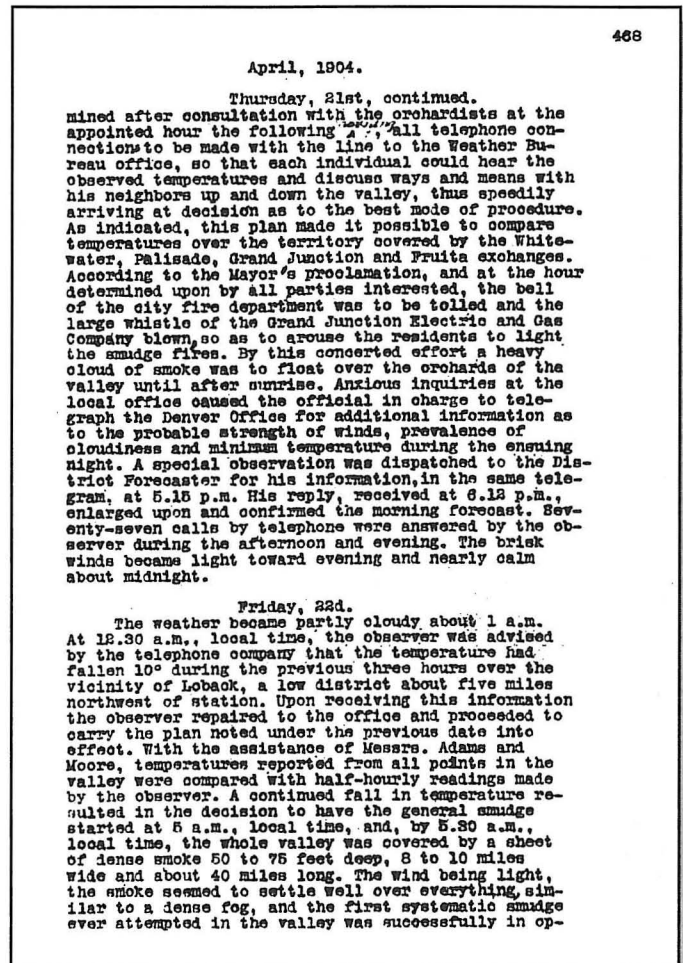 468
April, 1904.
Thursday, 21st, continued.
mined after consultation with the orchardists at the
appointed hour the following , all telephone con-
nections to be made with the line to the Weather Bu-
reau office, so that each individual could hear the
observed temperatures and discuss ways and means with
his neighbors up and down the valley, thus speedily
arriving at decision as to the best mode of procedure.
As indicated, this plan made it possible to compare
temperatures over the territory covered by the White-
water, Palisade, Grand Junction and Fruita exchanges.
According to the Mayor's proclamation, and at the hour
determined upon by all parties interested, the bell
of the city fire department was to be tolled and the
large whistle of the Grand Junction Electric and Gas
Company blown, so as to arouse the residents to light
the smudge fires. By this concerted effort a heavy
cloud of smoke was to float over the orchards of the
valley until after sunrise. Anxious inquiries at the
local office caused the official in charge to tele-
graph the Denver Office for additional information as
to the probable strength of winds, prevalence of
cloudiness and minimum temperature during the ensuing
night. A special observation was dispatched to the Dis-
trict Forecaster for his information, in the same tele-
gram, at 5.15 p.m. His reply, received at 6.12 p.m.,
enlarged upon and confirmed the morning forecast. Sev-
enty-seven calls by telephone were answered by the ob-
server during the afternoon and evening. The brisk
winds became light toward evening and nearly calm
about midnight.
Friday, 22d.
The weather became partly cloudy about 1 a.m.
At 12.30 a.m., local time, the observer was advised
by the telephone company that the temperature had
fallen 10° during the previous three hours over the
vicinity of Loback, a low district about five miles
northwest of station. Upon receiving this information
the observer repaired to the office and proceeded to
carry the plan noted under the previous date into
effect. With the assistance of Messrs. Adams and
Moore, temperatures reported from all points in the
valley were compared with half-hourly readings made
by the observer. A continued fall in temperature re-
sulted in the decision to have the general smudge
started at 5 a.m., local time, and, by 5.30 a.m.,
local time, the whole valley was covered by a sheet
of dense smoke 50 to 75 feet deep, 8 to 10 miles
wide and about 40 miles long. The wind being light,
the smoke seemed to settle well over everything, sim-
ilar to a dense fog, and the first systematic smudge
ever attempted in the valley was successfully in op-